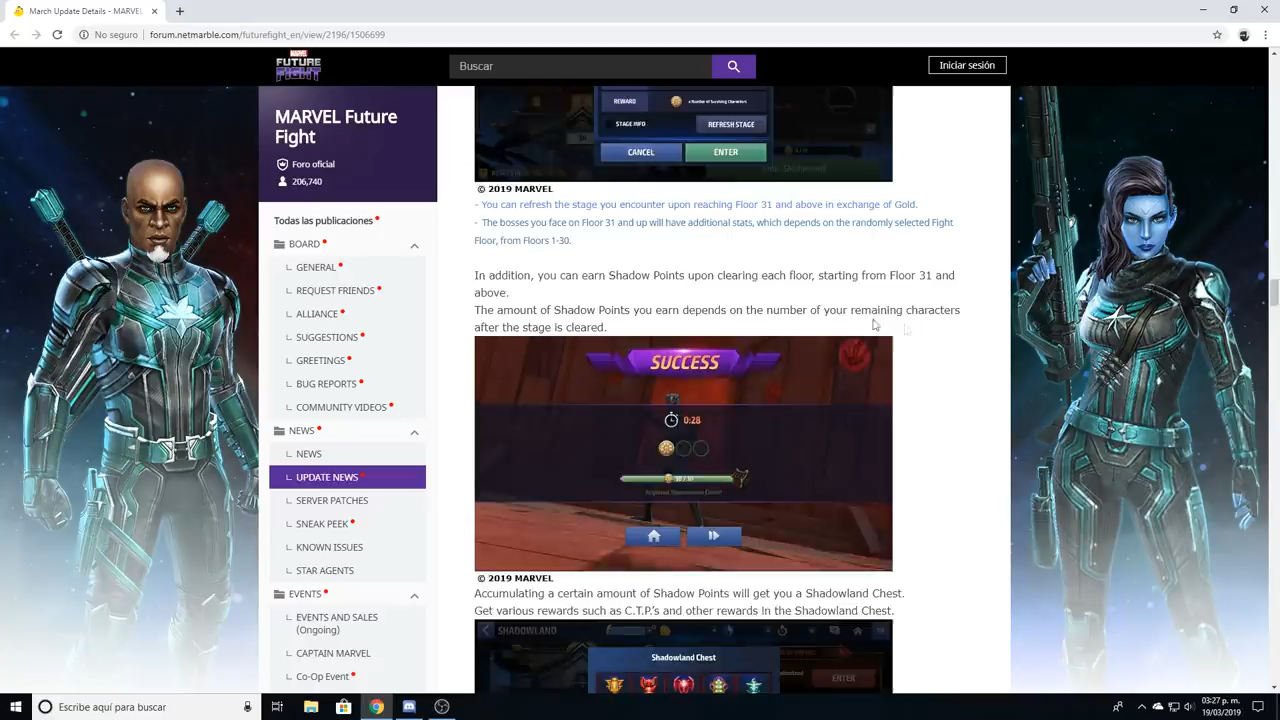 March Update Details - MARVEL
No seguro
forum.netmarble.com/futurefight_en/view/2196/1506699
MARVEL
FUTURE
FIGHT
Buscar
Iniciar sesión
MARVEL Future
Fight
Foro oficial
206,740
Todas las publicaciones
BOARD
GENERAL
REQUEST FRIENDS
ALLIANCE
SUGGESTIONS
GREETINGS
BUG REPORTS
COMMUNITY VIDEOS
NEWS
NEWS
UPDATE NEWS
SERVER PATCHES
SNEAK PEEK
KNOWN ISSUES
STAR AGENTS
EVENTS
EVENTS AND SALES
(Ongoing)
CAPTAIN MARVEL
Co-Op Event
REWARD
x Number of Surviving Characters
STAGE INFO
REFRESH STAGE
CANCEL
ENTER
© 2019 MARVEL
- You can refresh the stage you encounter upon reaching Floor 31 and above in exchange of Gold.
- The bosses you face on Floor 31 and up will have additional stats, which depends on the randomly selected Fight
Floor, from Floors 1-30.
In addition, you can earn Shadow Points upon clearing each floor, starting from Floor 31 and
above.
The amount of Shadow Points you earn depends on the number of your remaining characters
after the stage is cleared.
SUCCESS
0:28
© 2019 MARVEL
Accumulating a certain amount of Shadow Points will get you a Shadowland Chest.
Get various rewards such as C.T.P.'s and other rewards in the Shadowland Chest.
SHADOWLAND
Shadowland Chest
ENTER
Escribe aquí para buscar
03:27 p. m.
19/03/2019